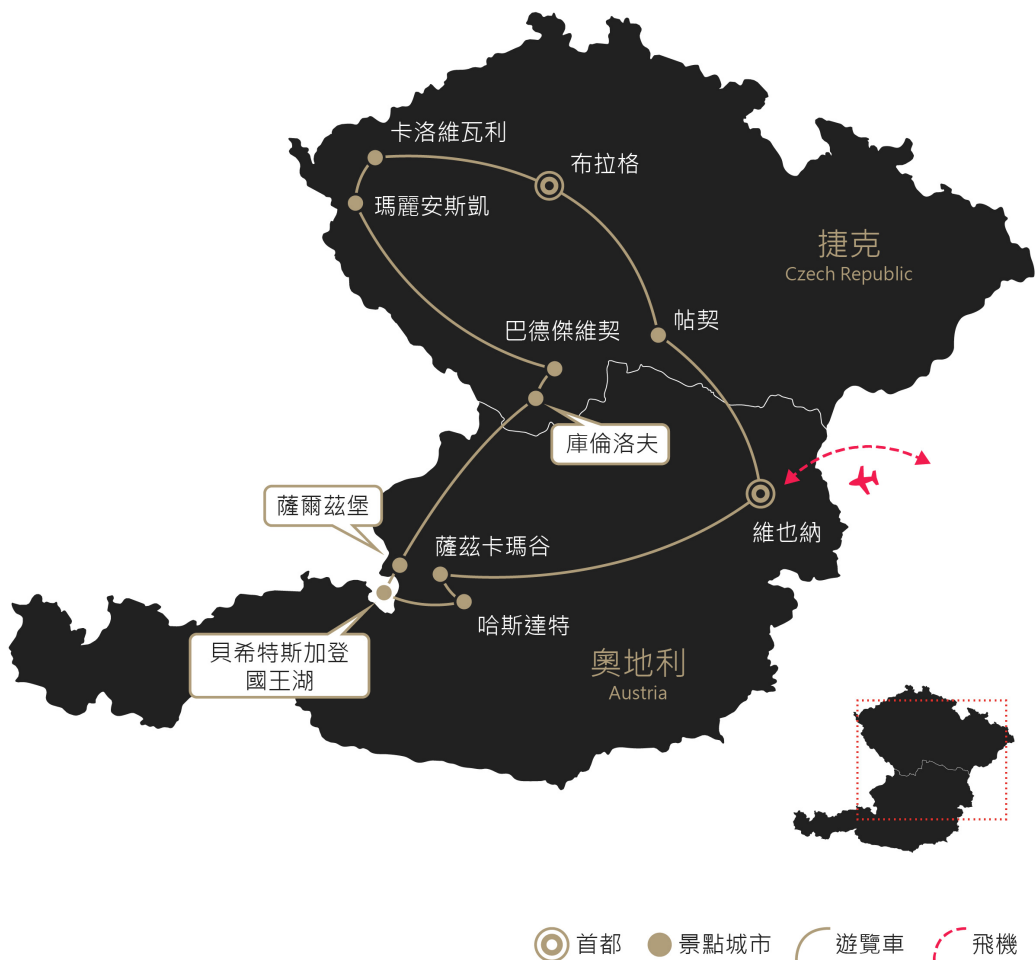 卡洛維瓦利
布拉格
瑪麗安斯凱
捷克
Czech Republic
帖契
巴德傑維契
庫倫洛夫
薩爾茲堡
維也納
薩茲卡瑪谷
哈斯達特
貝希特斯加登
國王湖
奧地利
Austria
首都
景點城市
遊覽車
飛機